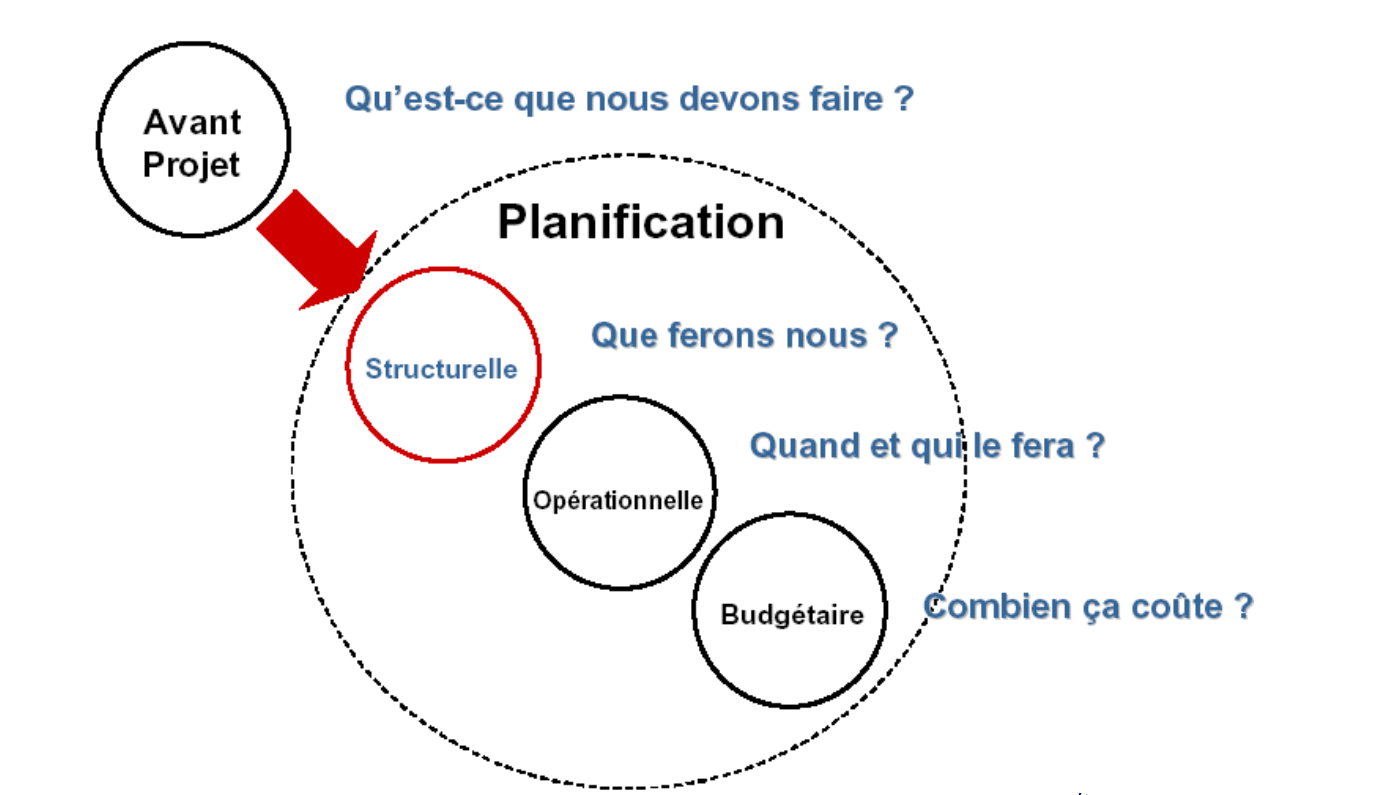 Qu’est-ce que nous devons faire ?
Avant
Projet
Planification
Que ferons nous ?
Structurelle
Quand et qui le fera ?
Opérationnelle
Combien ça coûte ?
Budgétaire